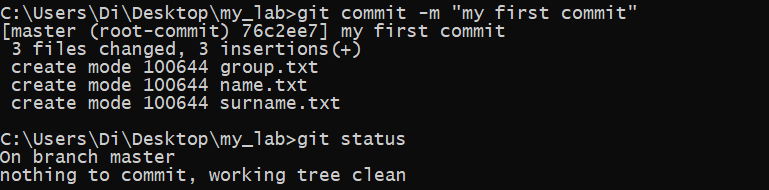 C:\Users\Di\Desktop\my_lab>git commit -m "my first commit"
[master (root-commit) 76c2ee7] my first commit
 3 files changed, 3 insertions(+)
 create mode 100644 group.txt
 create mode 100644 name.txt
 create mode 100644 surname.txt

C:\Users\Di\Desktop\my_lab>git status
On branch master
nothing to commit, working tree clean